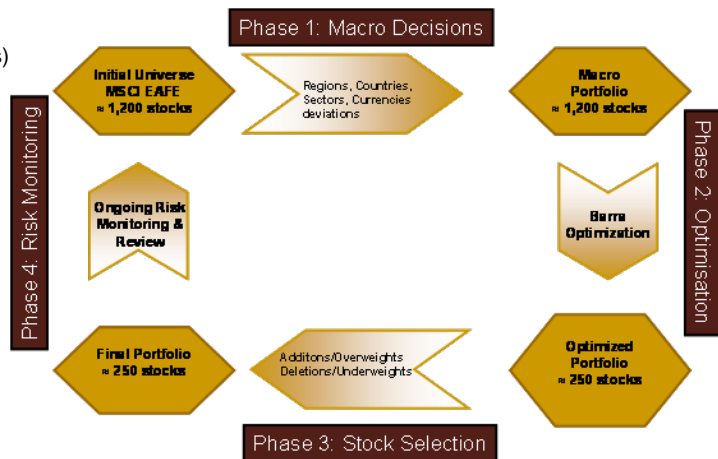 Phase 1: Macro Decisions
s)
Initial Universe
MSCI EAFE
≈ 1,200 stocks
Regions, Countries,
Sectors, Currencies
deviations
Macro
Portfolio
≈ 1,200 stocks
Phase 4: Risk Monitoring
Phase 2: Optimisation
Ongoing Risk
Monitoring &
Review
Barra
Optimization
Final Portfolio
≈ 250 stocks
Additons/Overweights
Deletions/Underweights
Optimized
Portfolio
≈ 250 stocks
Phase 3: Stock Selection